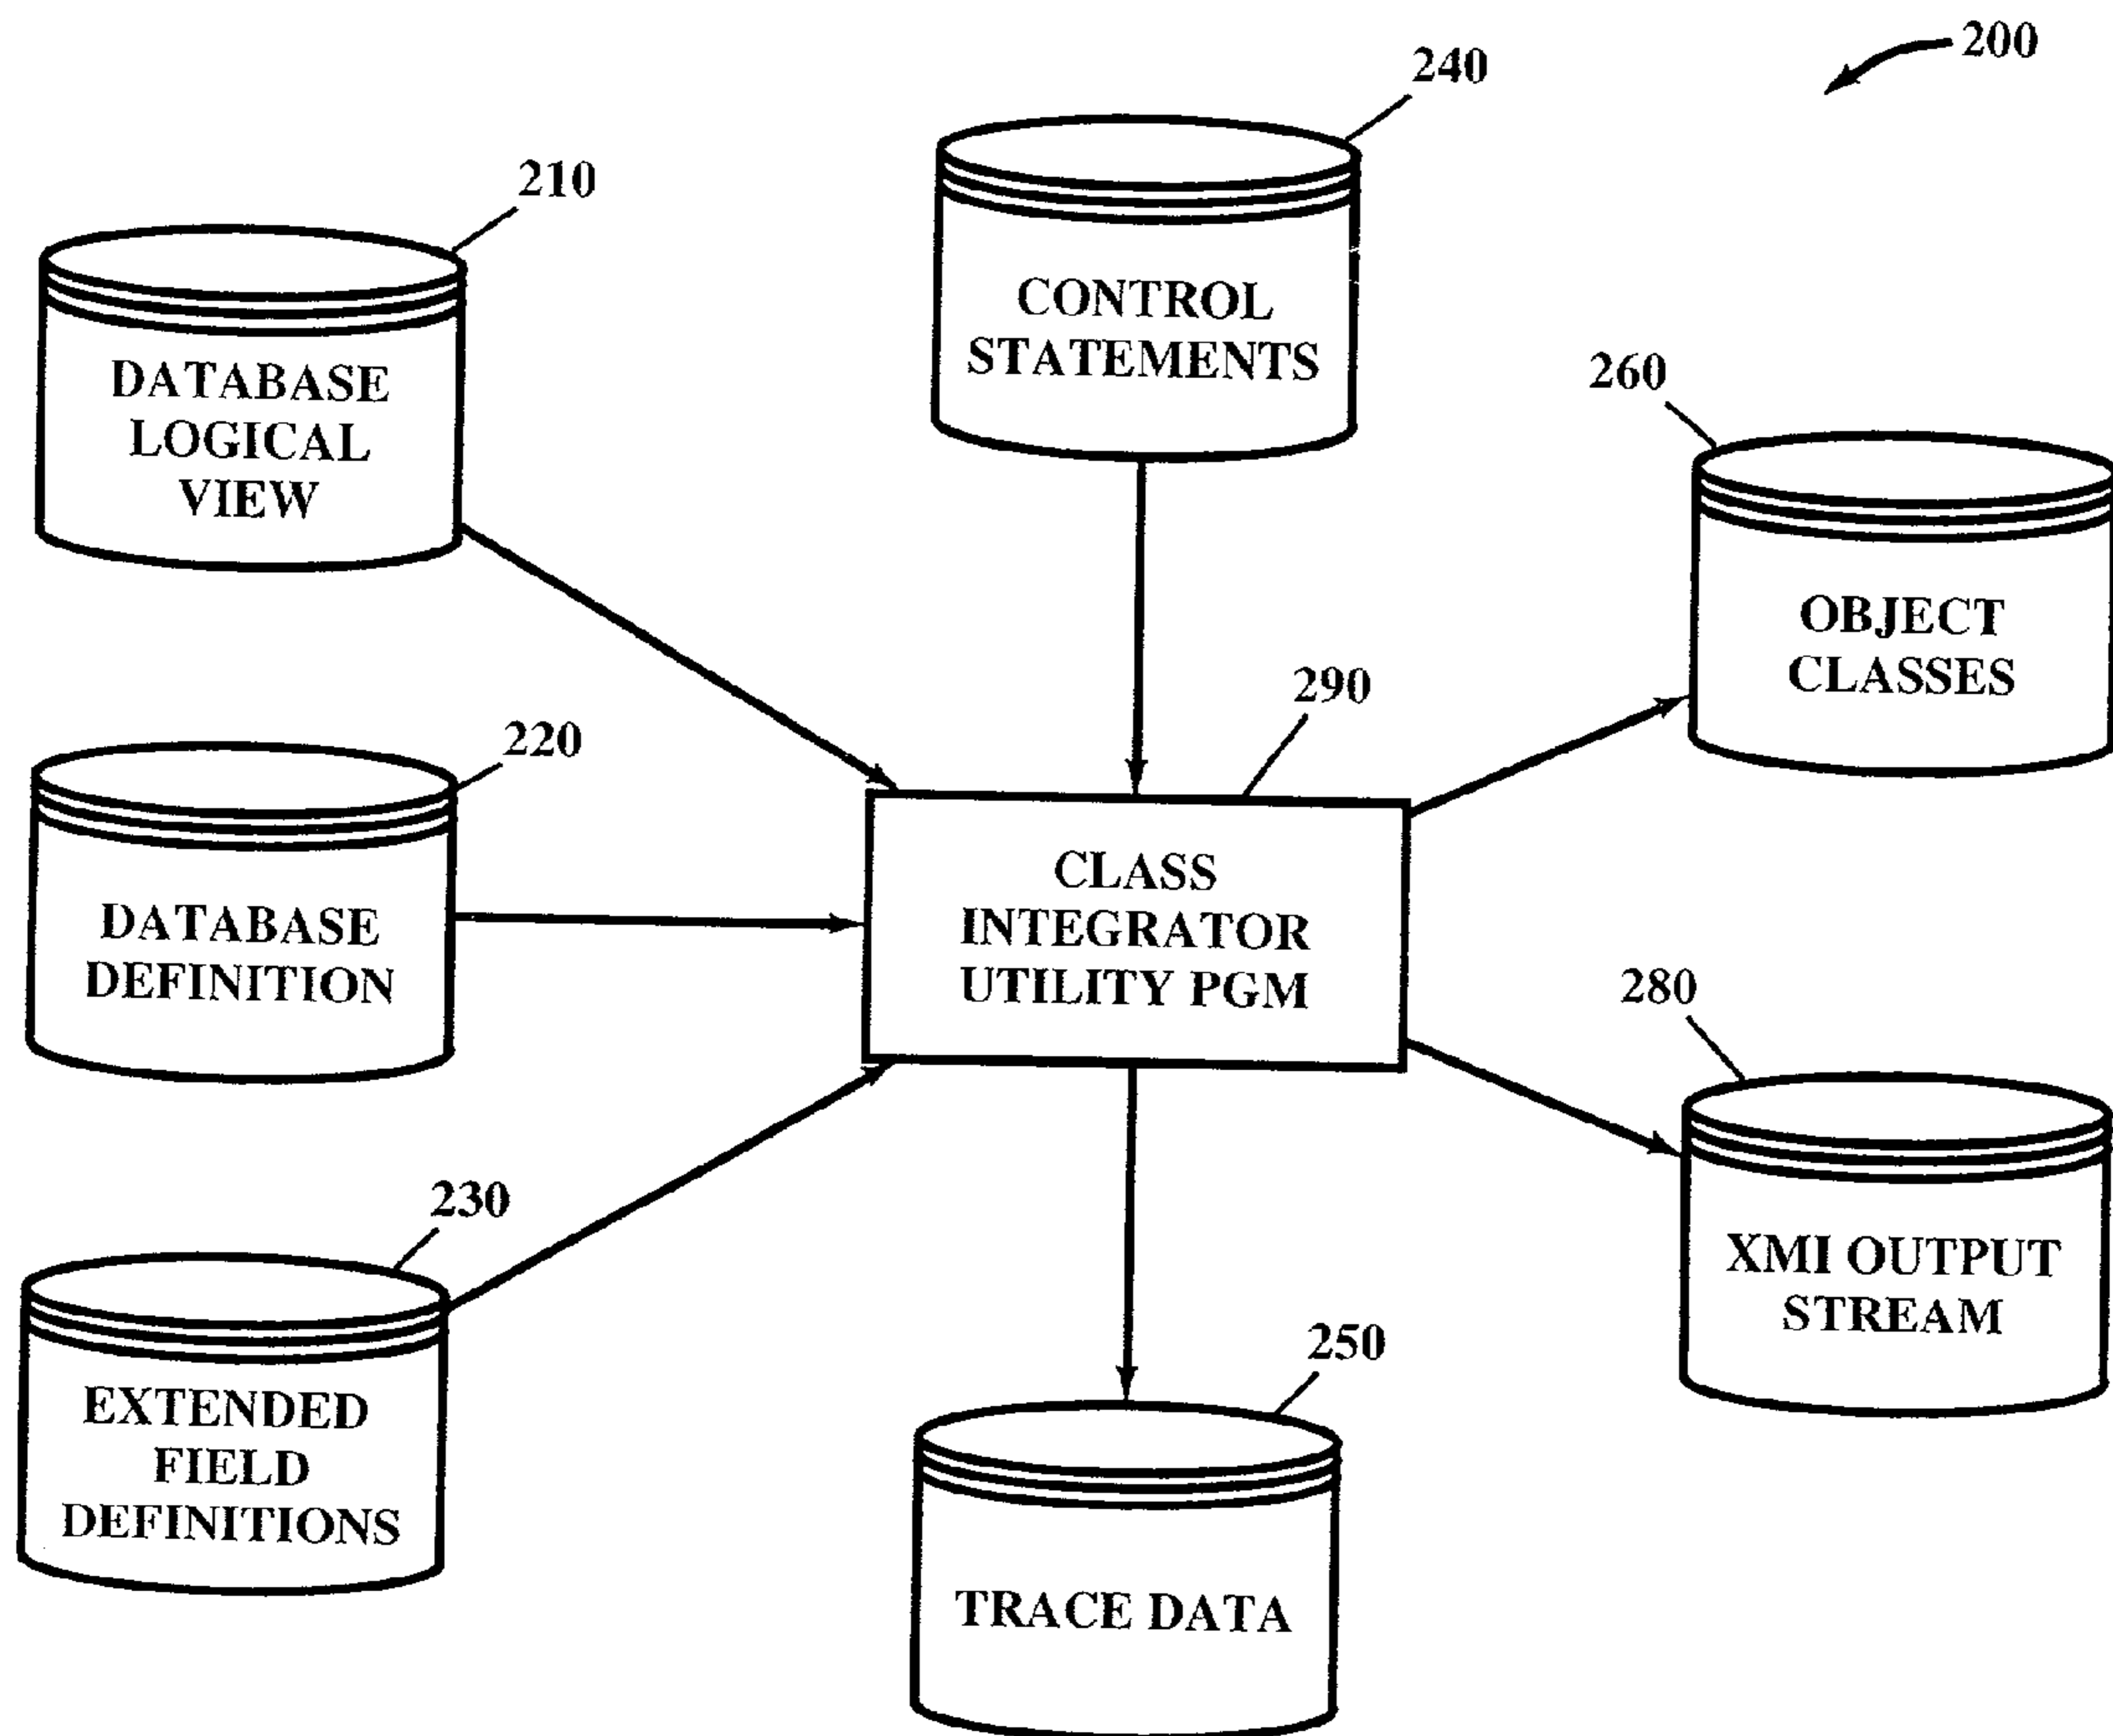 200
240
CONTROL
STATEMENTS
210
DATABASE
LOGICAL
VIEW
260
OBJECT
CLASSES
290
CLASS
INTEGRATOR
UTILITY PGM
220
DATABASE
DEFINITION
280
XMI OUTPUT
STREAM
230
EXTENDED
FIELD
DEFINITIONS
250
TRACE DATA